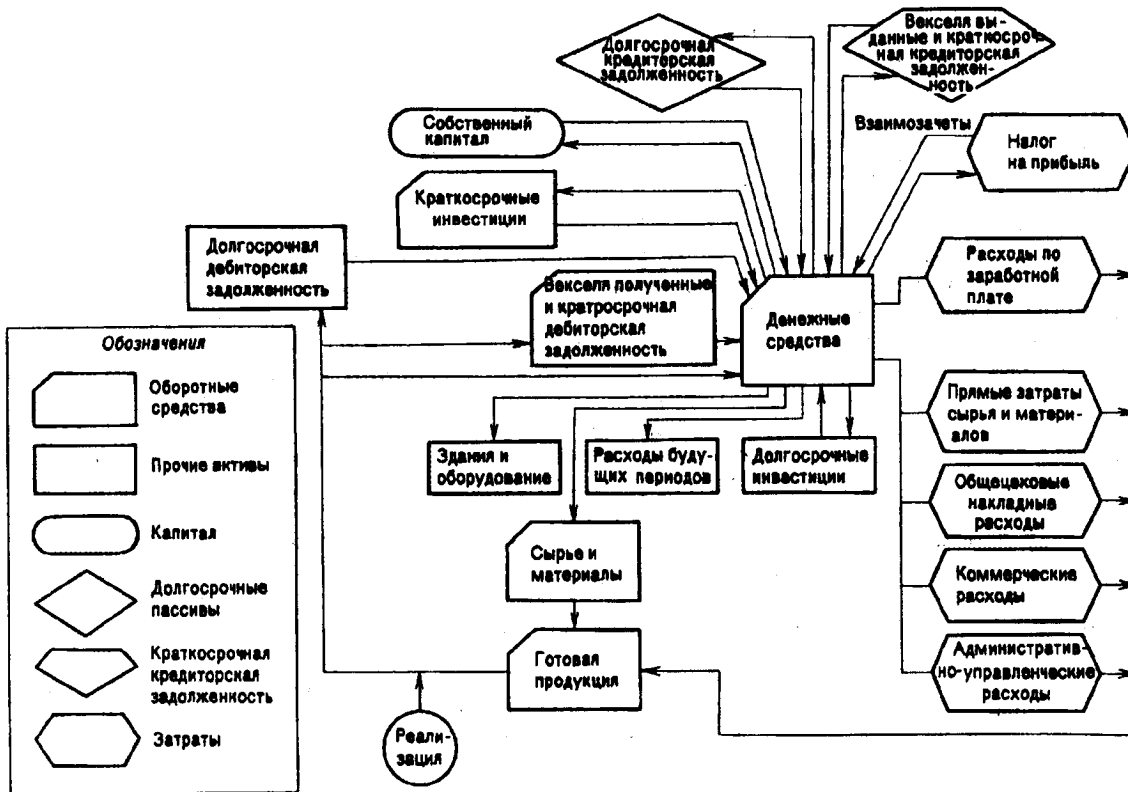 Долгосрочная
кредиторская
задолженность
Векселя вы-
данные и краткосроч-
ная кредиторская
задолжен-
ность
Собственный
капитал
Взаимозачеты
Налог
на прибыль
Краткосрочные
инвестиции
Долгосрочная
дебиторская
задолженность
Векселя полученные
и кратросрочная
дебиторская
задолженность
Денежные
средства
Расходы по
заработной
плате
Обозначения
Оборотные
средства
Прочие активы
Капитал
Долгосрочные
пассивы
Краткосрочная
кредиторская
задолженность
Затраты
Здания и
оборудование
Расходы буду-
щих периодов
Долгосрочные
инвестиции
Прямые затраты
сырья и матери-
алов
Общецеховые
накладные
расходы
Сырье и
материалы
Коммерческие
расходы
Готовая
продукция
Административ-
но-управленческие
расходы
Реали-
зация